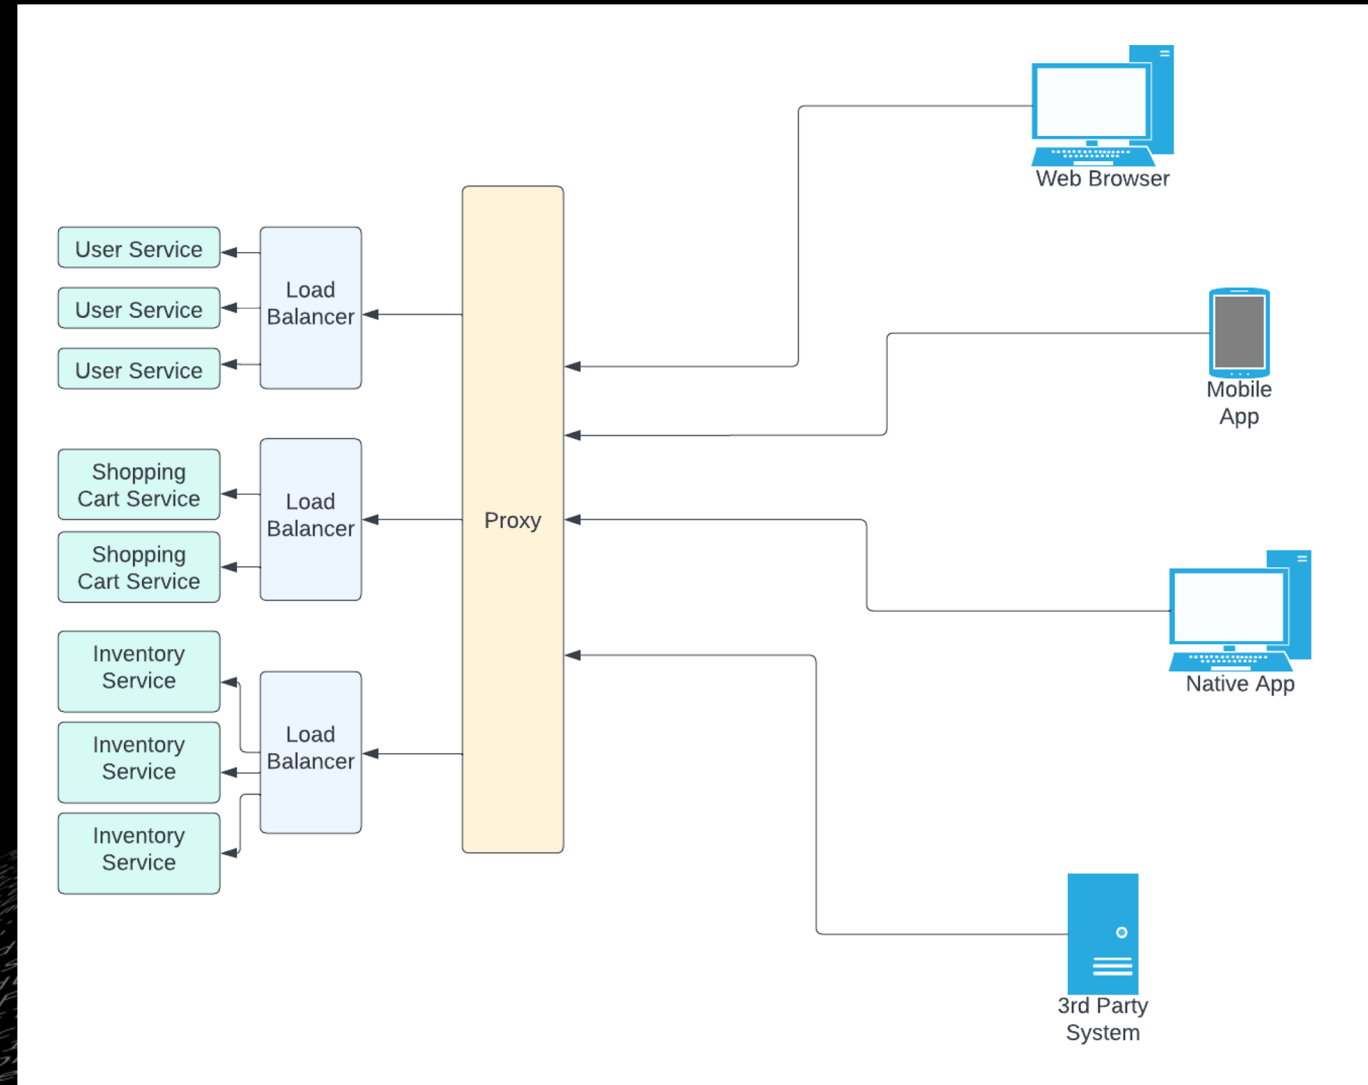 Web Browser
User Service
Load
Balancer
User Service
User Service
Mobile
App
Shopping
Cart Service
Load
Balancer
Proxy
Shopping
Cart Service
Inventory
Service
Native App
Load
Balancer
Inventory
Service
Inventory
Service
3rd Party
System